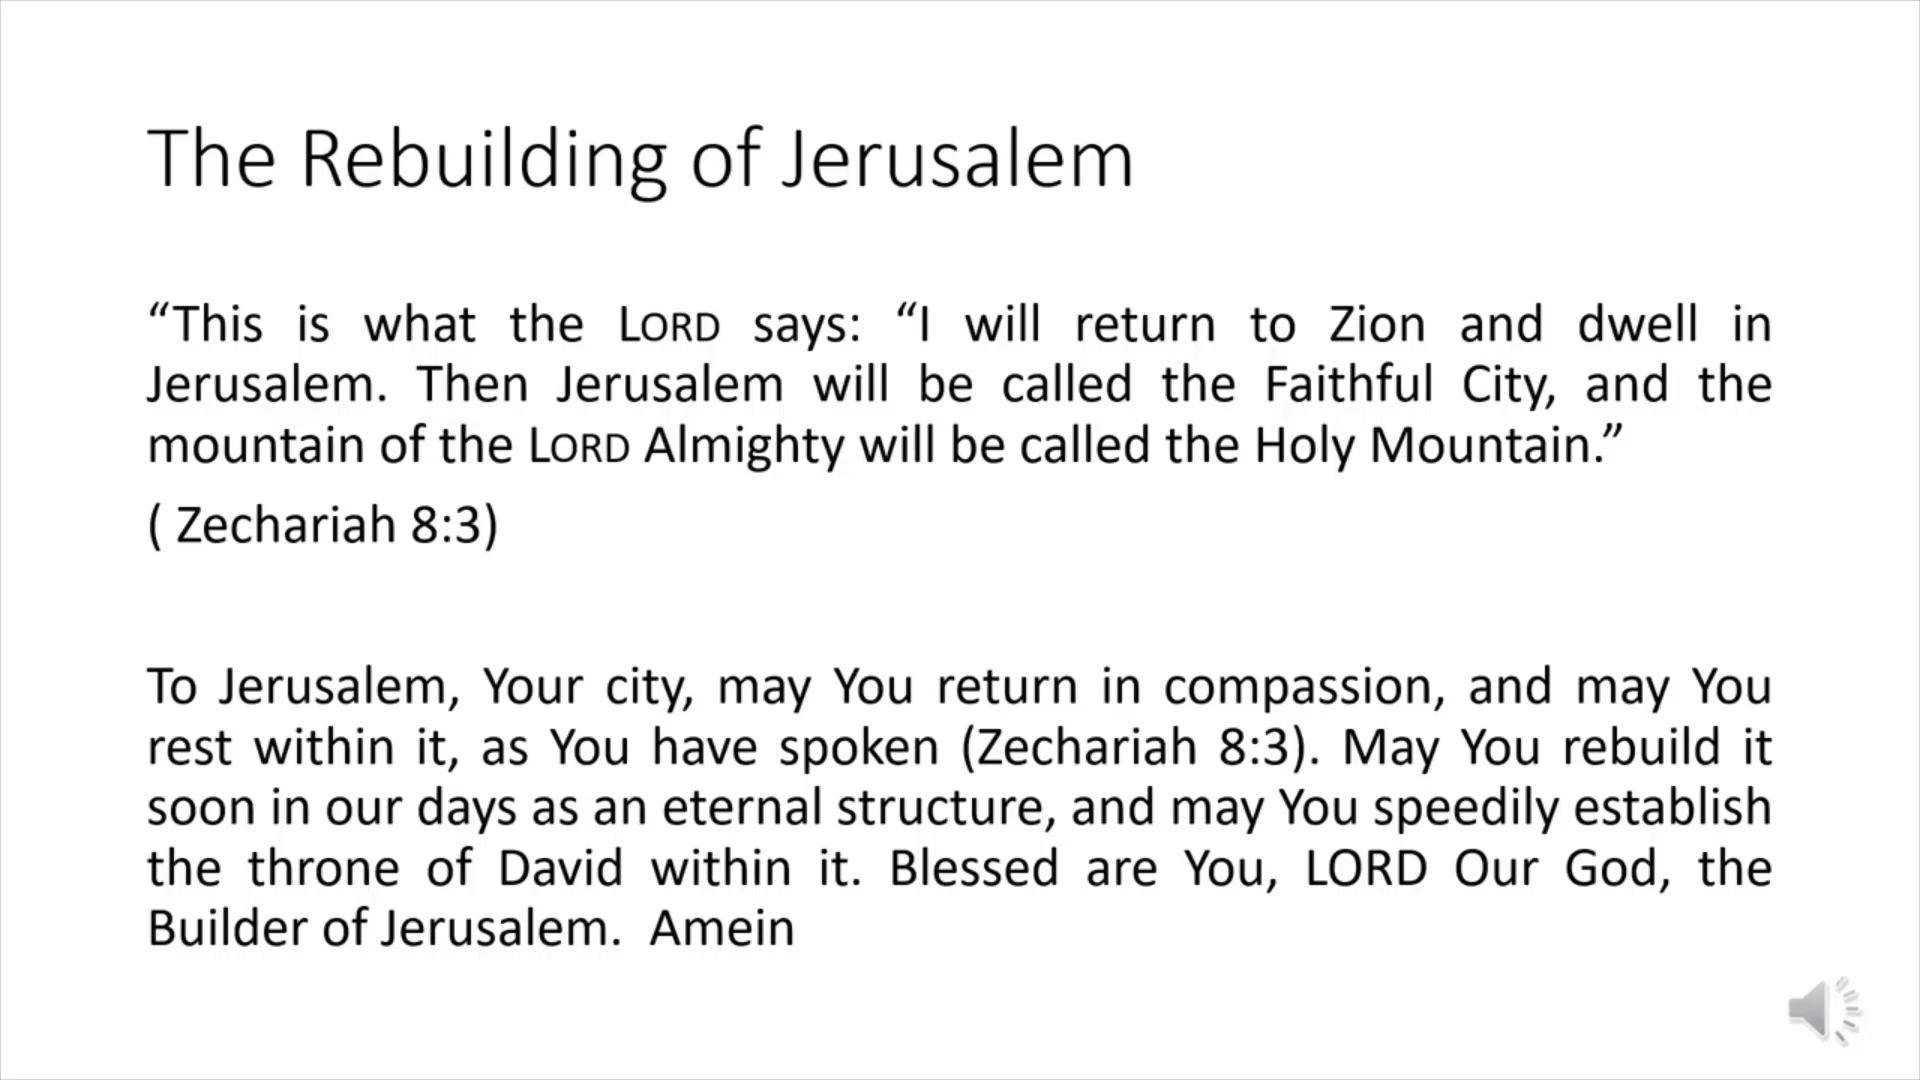 The Rebuilding of Jerusalem
“This is what the LORD says: “I will return to Zion and dwell in
Jerusalem. Then Jerusalem will be called the Faithful City, and the
mountain of the LORD Almighty will be called the Holy Mountain.”
( Zechariah 8:3)
To Jerusalem, Your city, may You return in compassion, and may You
rest within it, as You have spoken (Zechariah 8:3). May You rebuild it
soon in our days as an eternal structure, and may You speedily establish
the throne of David within it. Blessed are You, LORD Our God, the
Builder of Jerusalem.  Amein